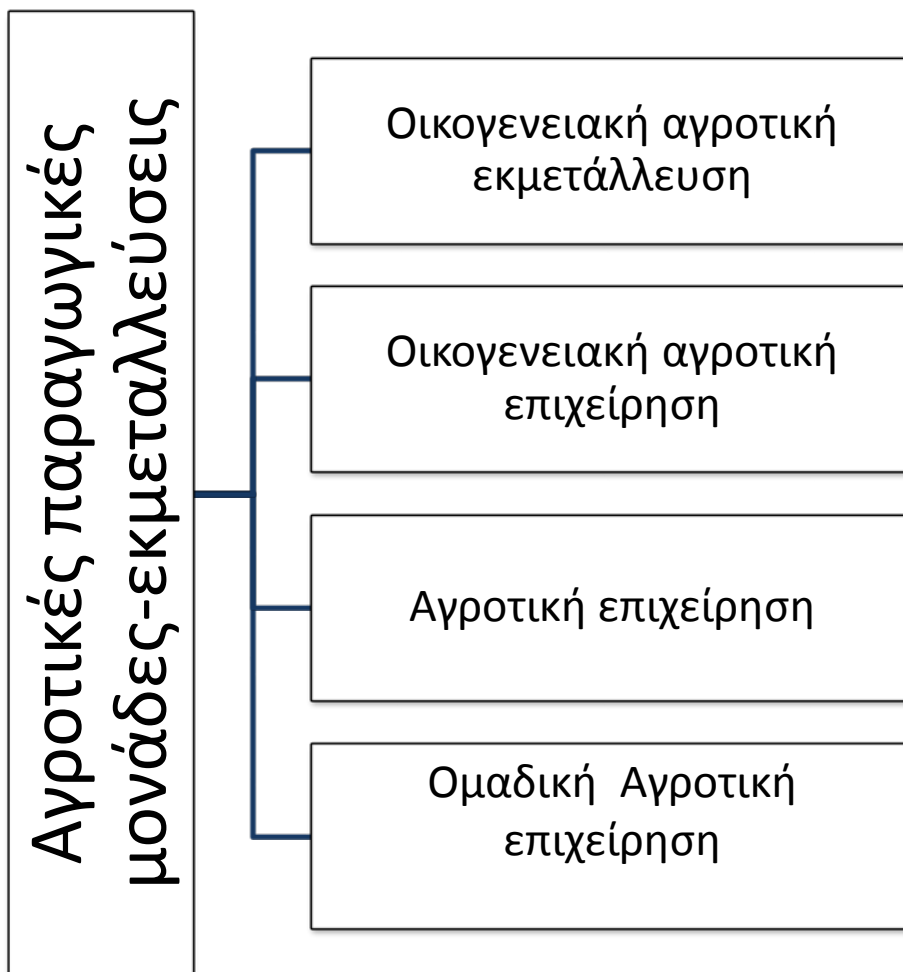 Αγροτικές παραγωγικές
μονάδες-εκμεταλλεύσεις
Οικογενειακή αγροτική
εκμετάλλευση
Οικογενειακή αγροτική
επιχείρηση
Αγροτική επιχείρηση
Ομαδική Αγροτική
επιχείρηση